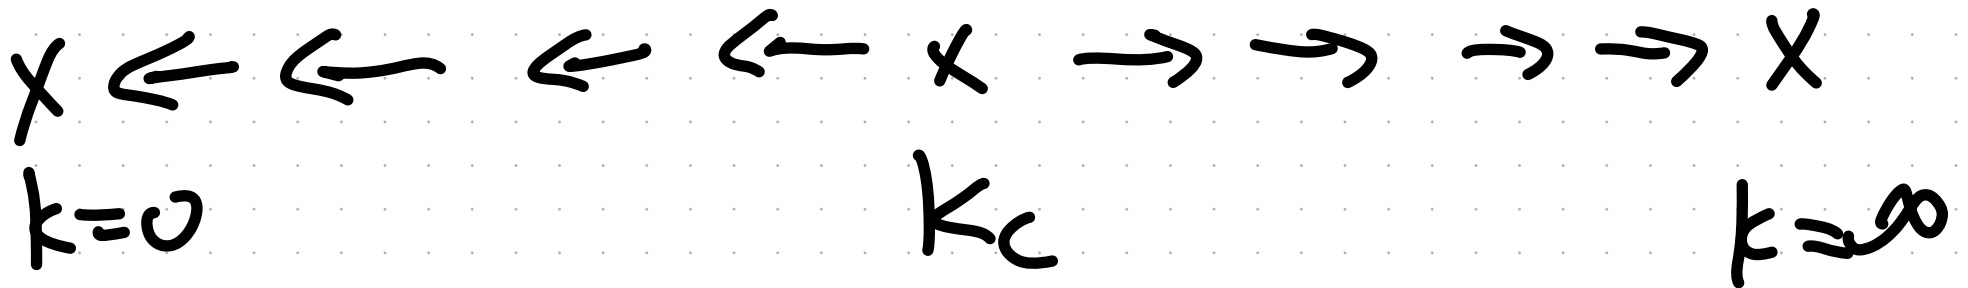 x ← ← ← ← x → → → → x
k=0 kc k=∞